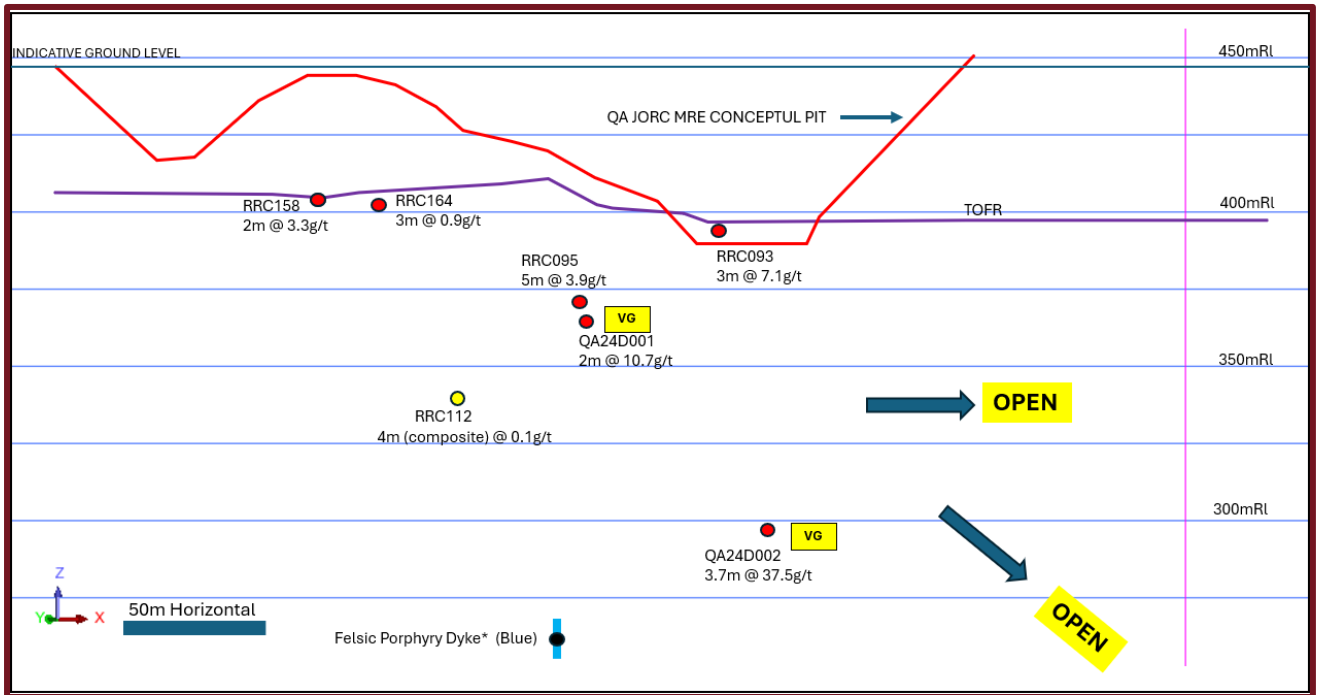 INDICATIVE GROUND LEVEL
450mRl
QA JORC MRE CONCEPTUL PIT
400mRl
RRC158
2m @ 3.3g/t
RRC164
3m @ 0.9g/t
TOFR
RRC093
3m @ 7.1g/t
RRC095
5m @ 3.9g/t
VG
QA24D001
2m @ 10.7g/t
350mRl
RRC112
4m (composite) @ 0.1g/t
OPEN
300mRl
VG
QA24D002
3.7m @ 37.5g/t
OPEN
Z
Y
X
50m Horizontal
Felsic Porphyry Dyke* (Blue)